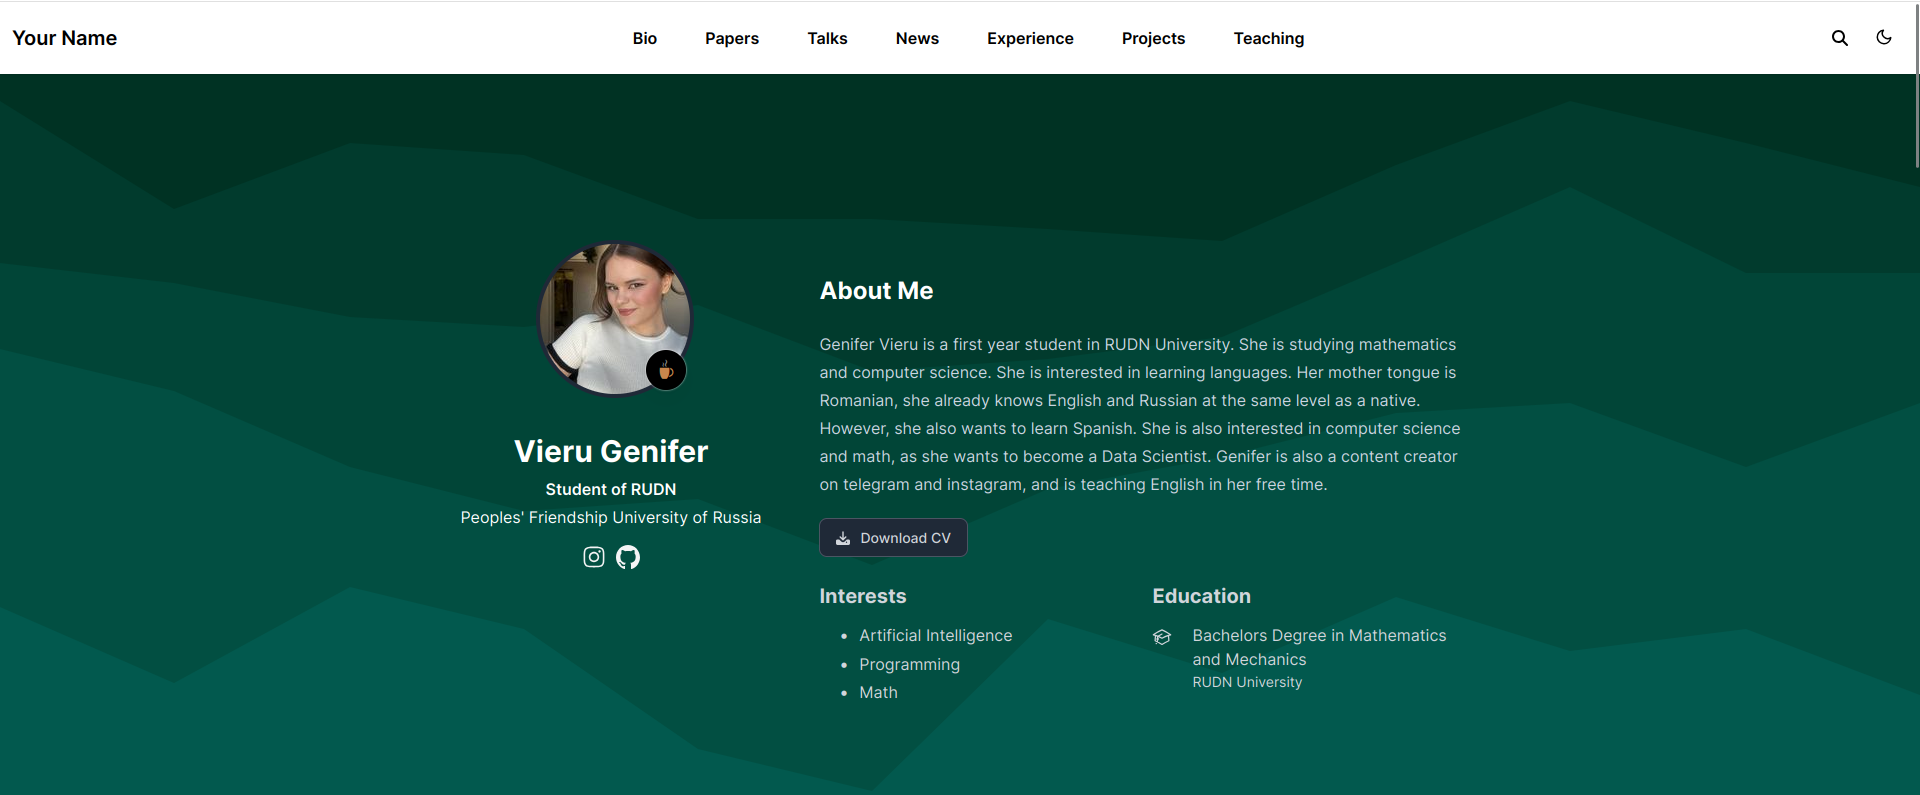 Your Name
Bio Papers Talks News Experience Projects Teaching
Vieru Genifer
Student of RUDN
Peoples' Friendship University of Russia
About Me
Genifer Vieru is a first year student in RUDN University. She is studying mathematics
and computer science. She is interested in learning languages. Her mother tongue is
Romanian, she already knows English and Russian at the same level as a native.
However, she also wants to learn Spanish. She is also interested in computer science
and math, as she wants to become a Data Scientist. Genifer is also a content creator
on telegram and instagram, and is teaching English in her free time.
Download CV
Interests
• Artificial Intelligence
• Programming
• Math
Education
Bachelors Degree in Mathematics
and Mechanics
RUDN University